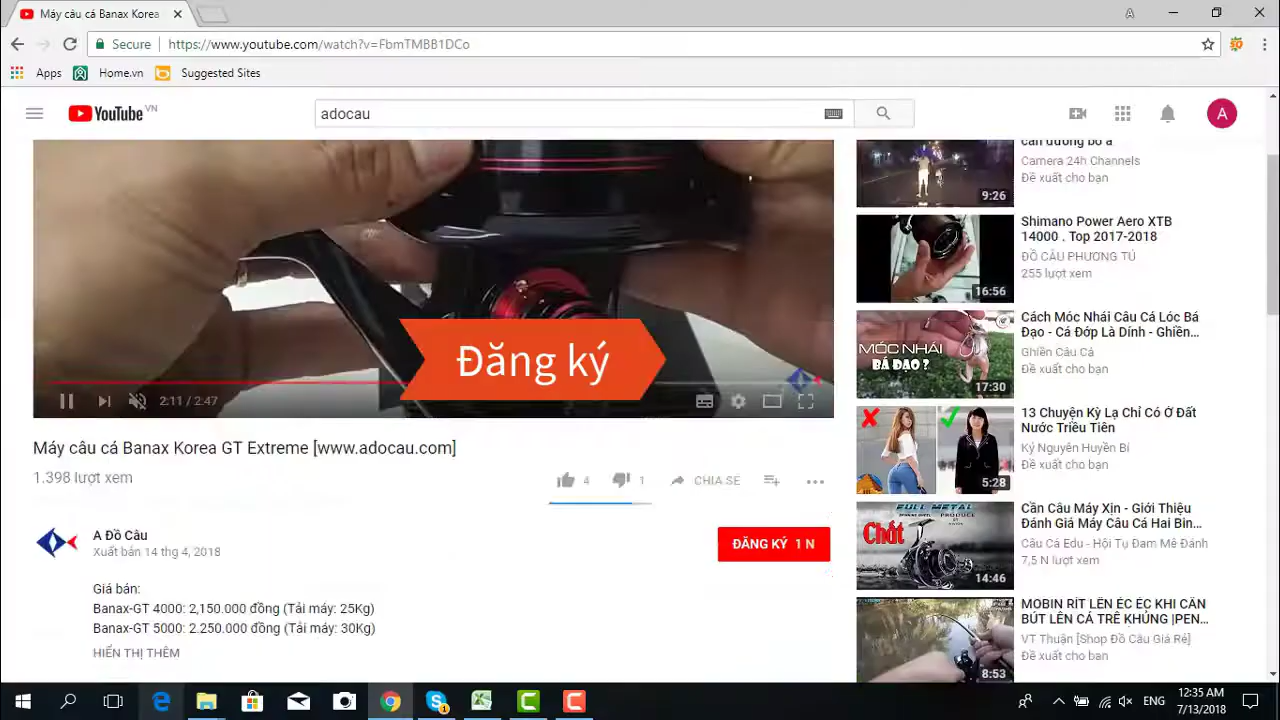 Máy câu cá Banax Korea
A
Secure
https://www.youtube.com/watch?v=FbmTMBB1DCo
Apps
Home.vn
Suggested Sites
YouTube VN
adocau
A
Đăng ký
2:11 / 2:47
Máy câu cá Banax Korea GT Extreme [www.adocau.com]
1.398 lượt xem
4
1
CHIA SẺ
A Đồ Câu
Xuất bản 14 thg 4, 2018
ĐĂNG KÝ 1 N
Giá bán:
Banax-GT 4000: 2,150.000 đồng (Tải máy: 25Kg)
Banax-GT 5000: 2.250.000 đồng (Tải máy: 30Kg)
HIỂN THỊ THÊM
Camera 24h Channels
Đề xuất cho bạn
9:26
Shimano Power Aero XTB
14000 . Top 2017-2018
ĐỒ CÂU PHƯƠNG TÚ
255 lượt xem
16:56
Cách Móc Nhái Câu Cá Lóc Bá
Đạo - Cá Đớp Là Dính - Ghiền...
Ghiền Câu Cá
Đề xuất cho bạn
MÓC NHÁI
BÁ ĐẠO ?
17:30
13 Chuyện Kỳ Lạ Chỉ Có Ở Đất
Nước Triều Tiên
Kỷ Nguyên Huyền Bí
Đề xuất cho bạn
5:28
Cần Câu Máy Xịn - Giới Thiệu
Đánh Giá Máy Câu Cá Hai Bin...
Câu Cá Edu - Hội Tụ Đam Mê Đánh
7,5 N lượt xem
FULL METAL
Chất
14:46
MOBIN RÍT LÊN ÉC ÉC KHI CẦN
BÚT LÊN CÁ TRÊ KHỦNG |PEN...
VT Thuận [Shop Đồ Câu Giá Rẻ]
Đề xuất cho bạn
8:53
ENG
12:35 AM
7/13/2018